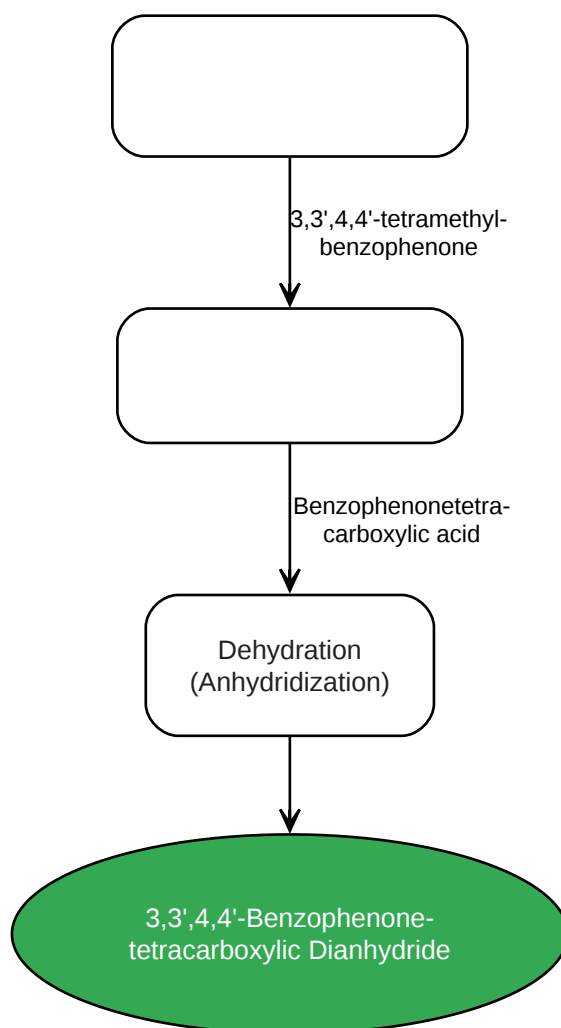 3,3',4,4'-tetramethyl-
benzophenone
Benzophenonetetra-
carboxylic acid
Dehydration
(Anhydridization)
3,3',4,4'-Benzophenone-
tetracarboxylic Dianhydride